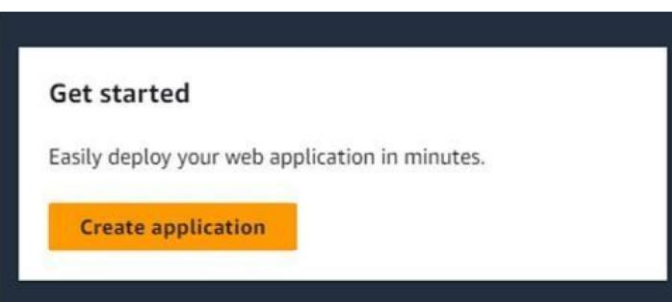 Get started
Easily deploy your web application in minutes.
Create application